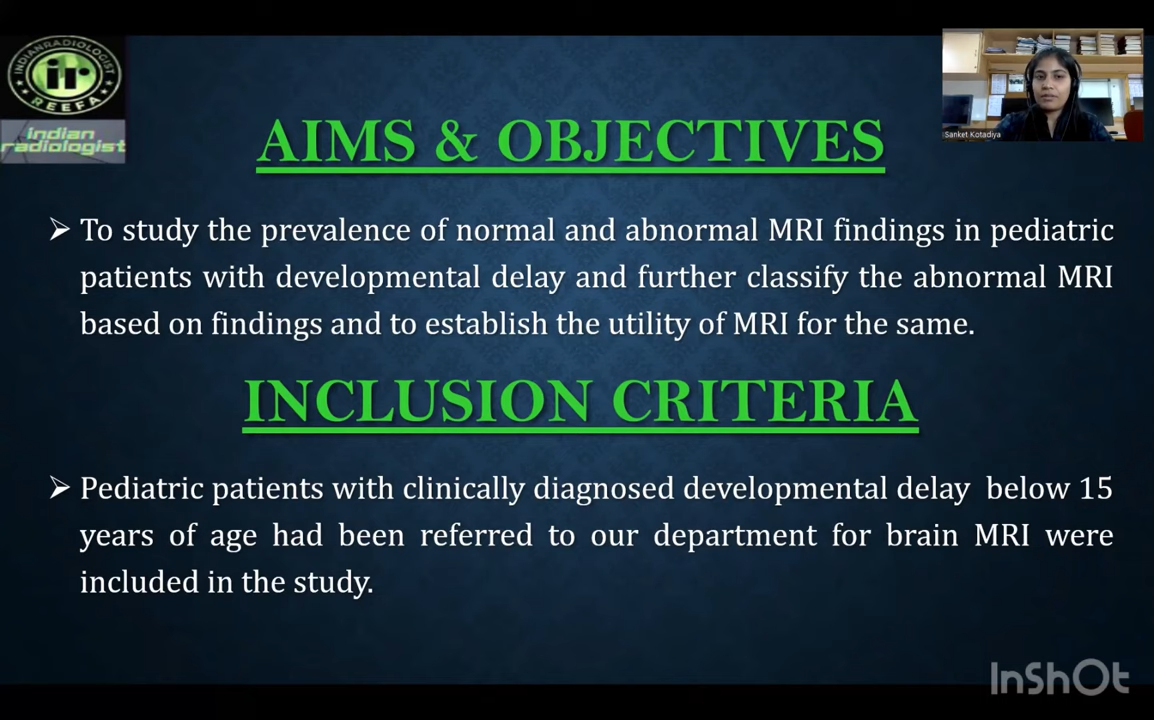 INDIANRADIOLOGIST
ir
REEFA
indian
radiologist
Sanket Kotadiya
AIMS & OBJECTIVES
➢ To study the prevalence of normal and abnormal MRI findings in pediatric
patients with developmental delay and further classify the abnormal MRI
based on findings and to establish the utility of MRI for the same.
INCLUSION CRITERIA
➢ Pediatric patients with clinically diagnosed developmental delay below 15
years of age had been referred to our department for brain MRI were
included in the study.
InShOt